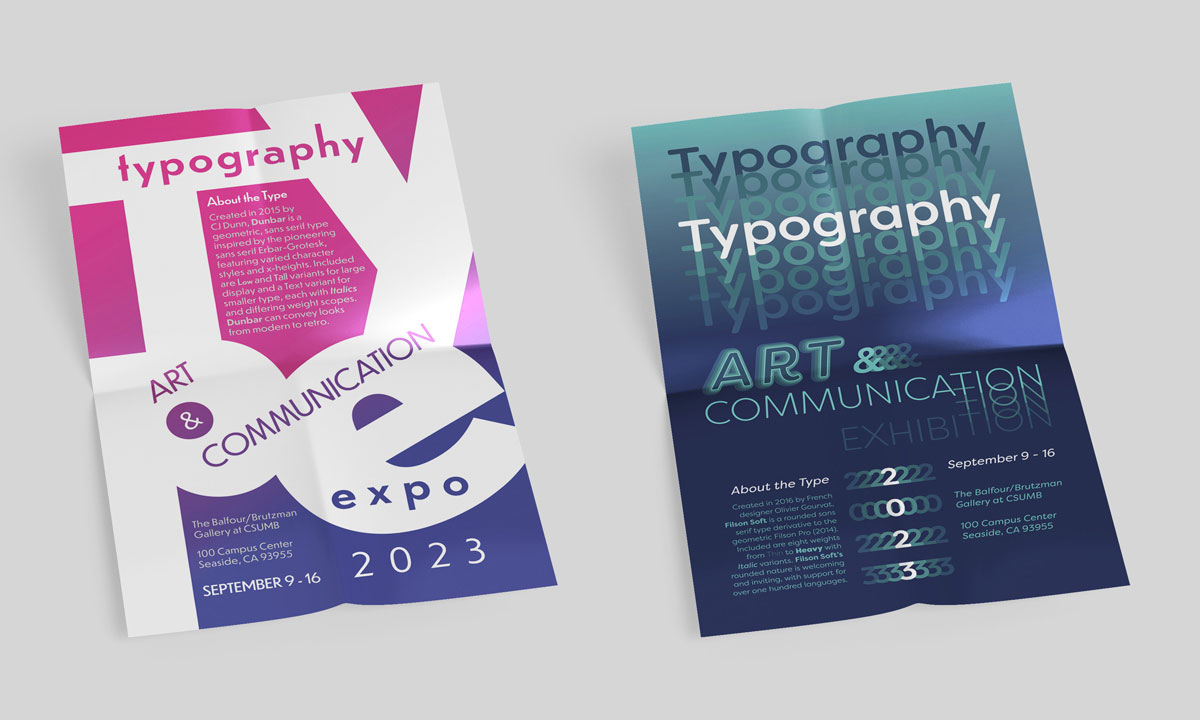 typography
About the Type
Created in 2015 by
CJ Dunn, Dunbar is a
geometric, sans serif type
inspired by the pioneering
sans serif Erbar-Grotesk,
featuring varied character
styles and x-heights. Included
are Low and Tall variants for large
display and a Text variant for
smaller type, each with Italics
and differing weight scopes.
Dunbar can convey looks
from modern to retro.
ART
&
COMMUNICATION
e
expo
2023
The Balfour/Brutzman
Gallery at CSUMB
100 Campus Center
Seaside, CA 93955
SEPTEMBER 9 - 16
Typography
Typography
Typography
Typography
Typography
Typography
Typography
ART &&&&
COMMUNICATION
TION
TION
EXHIBITION
About the Type
Created in 2016 by French
designer Olivier Gourvat,
Filson Soft is a rounded sans
serif type derivative to the
geometric Filson Pro (2014).
Included are eight weights
from Thin to Heavy with
Italic variants. Filson Soft's
rounded nature is welcoming
and inviting, with support for
over one hundred languages.
2
0
2
3
September 9 - 16
The Balfour/Brutzman
Gallery at CSUMB
100 Campus Center
Seaside, CA 93955